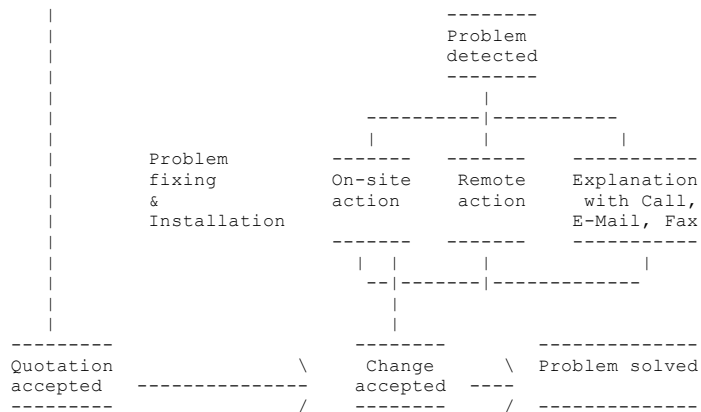 Problem
detected
Problem
fixing
&
Installation
On-site
action
Remote
action
Explanation
with Call,
E-Mail, Fax
Quotation
accepted
Change
accepted
Problem solved